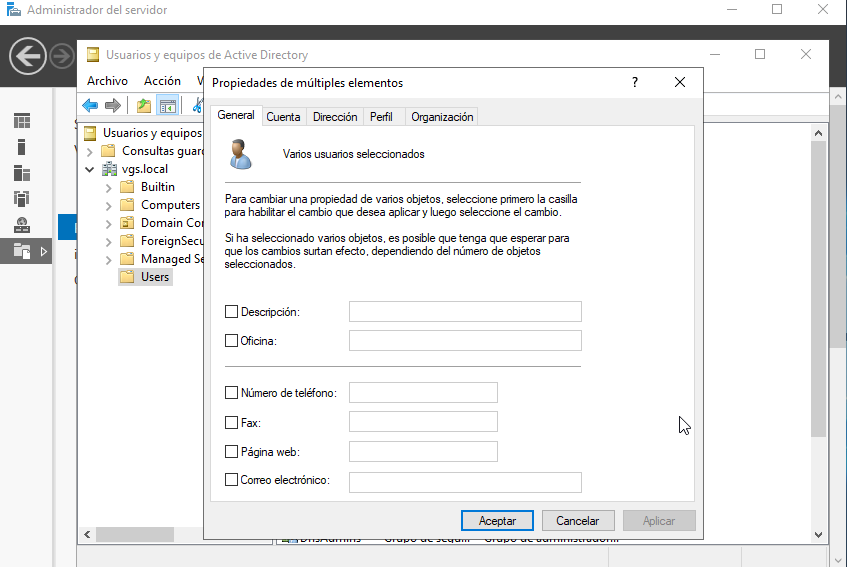 Administrador del servidor
Usuarios y equipos de Active Directory
Archivo Acción
Propiedades de múltiples elementos
?
General Cuenta Dirección Perfil Organización
Usuarios y equipos
Consultas guar
vgs.local
Builtin
Computers
Domain Co
ForeignSecu
Managed Se
Users
Varios usuarios seleccionados
Para cambiar una propiedad de varios objetos, seleccione primero la casilla
para habilitar el cambio que desea aplicar y luego seleccione el cambio.
Si ha seleccionado varios objetos, es posible que tenga que esperar para
que los cambios surtan efecto, dependiendo del número de objetos
seleccionados.
Descripción:
Oficina:
Número de teléfono:
Fax:
Página web:
Correo electrónico:
Aceptar Cancelar Aplicar